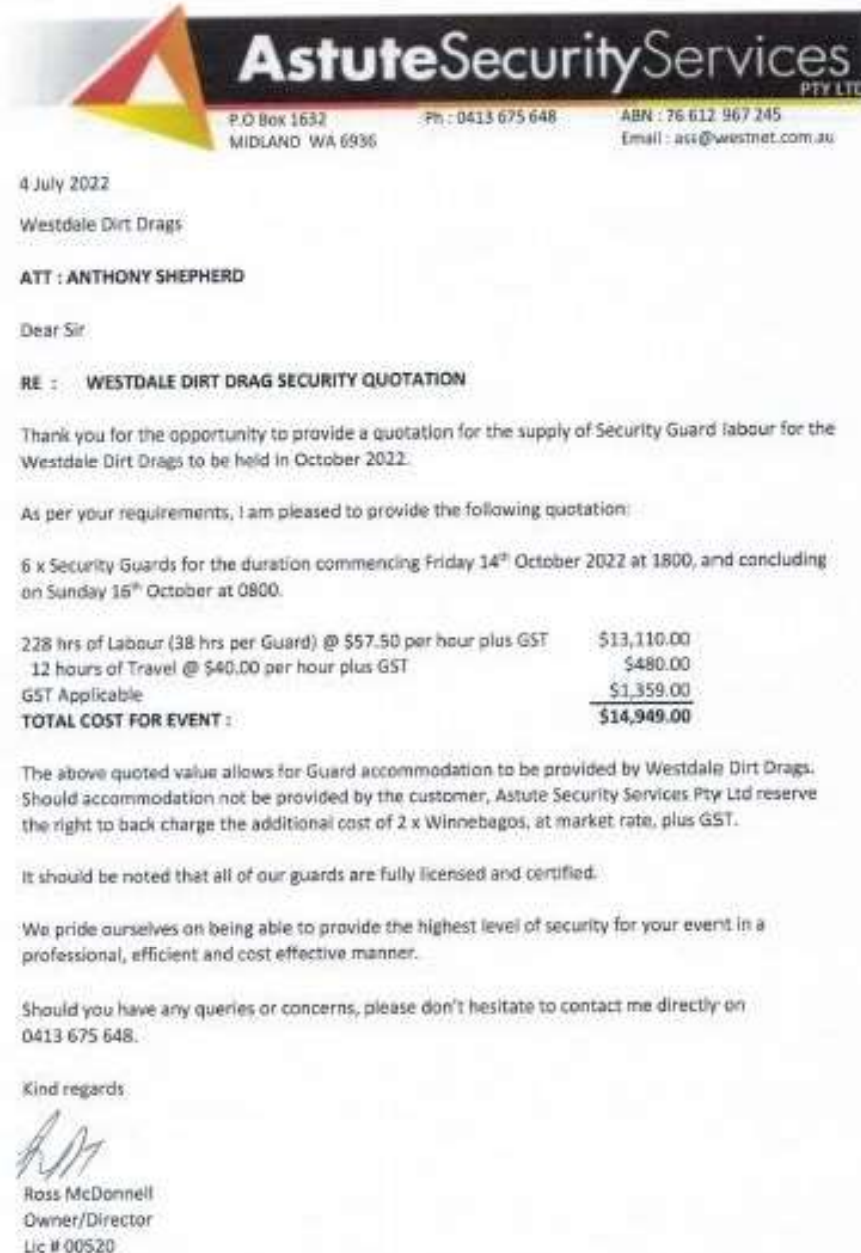 AstuteSecurityServices
PTY LTD
P.O Box 1632 Ph : 0413 675 648 ABN : 76 612 967 245
MIDLAND WA 6936 Email : ass@westnet.com.au
4 July 2022
Westdale Dirt Drags
ATT : ANTHONY SHEPHERD
Dear Sir
RE : WESTDALE DIRT DRAG SECURITY QUOTATION
Thank you for the opportunity to provide a quotation for the supply of Security Guard labour for the
Westdale Dirt Drags to be held in October 2022.
As per your requirements, I am pleased to provide the following quotation:
6 x Security Guards for the duration commencing Friday 14th October 2022 at 1800, and concluding
on Sunday 16th October at 0800.
228 hrs of Labour (38 hrs per Guard) @ $57.50 per hour plus GST $13,110.00
12 hours of Travel @ $40.00 per hour plus GST $480.00
GST Applicable $1,359.00
TOTAL COST FOR EVENT : $14,949.00
The above quoted value allows for Guard accommodation to be provided by Westdale Dirt Drags.
Should accommodation not be provided by the customer, Astute Security Services Pty Ltd reserve
the right to back charge the additional cost of 2 x Winnebagos, at market rate, plus GST.
It should be noted that all of our guards are fully licensed and certified.
We pride ourselves on being able to provide the highest level of security for your event in a
professional, efficient and cost effective manner.
Should you have any queries or concerns, please don't hesitate to contact me directly on
0413 675 648.
Kind regards
Ross McDonnell
Owner/Director
Lic # 00520